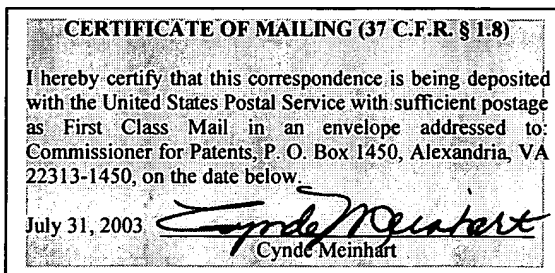 CERTIFICATE OF MAILING (37 C.F.R. § 1.8)
I hereby certify that this correspondence is being deposited
with the United States Postal Service with sufficient postage
as First Class Mail in an envelope addressed to:
Commissioner for Patents, P. O. Box 1450, Alexandria, VA
22313-1450, on the date below.
July 31, 2003 Cynde Meinhart
Cynde Meinhart